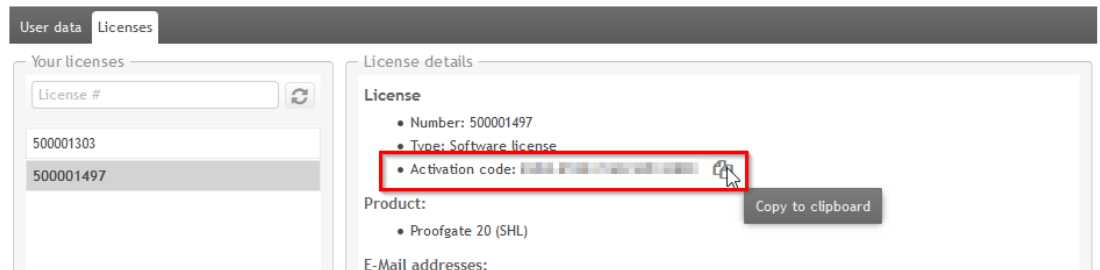 User data Licenses
Your licenses
License #
500001303
500001497
License details
License
• Number: 500001497
• Type: Software license
• Activation code:
Copy to clipboard
Product:
• Proofgate 20 (SHL)
E-Mail addresses: